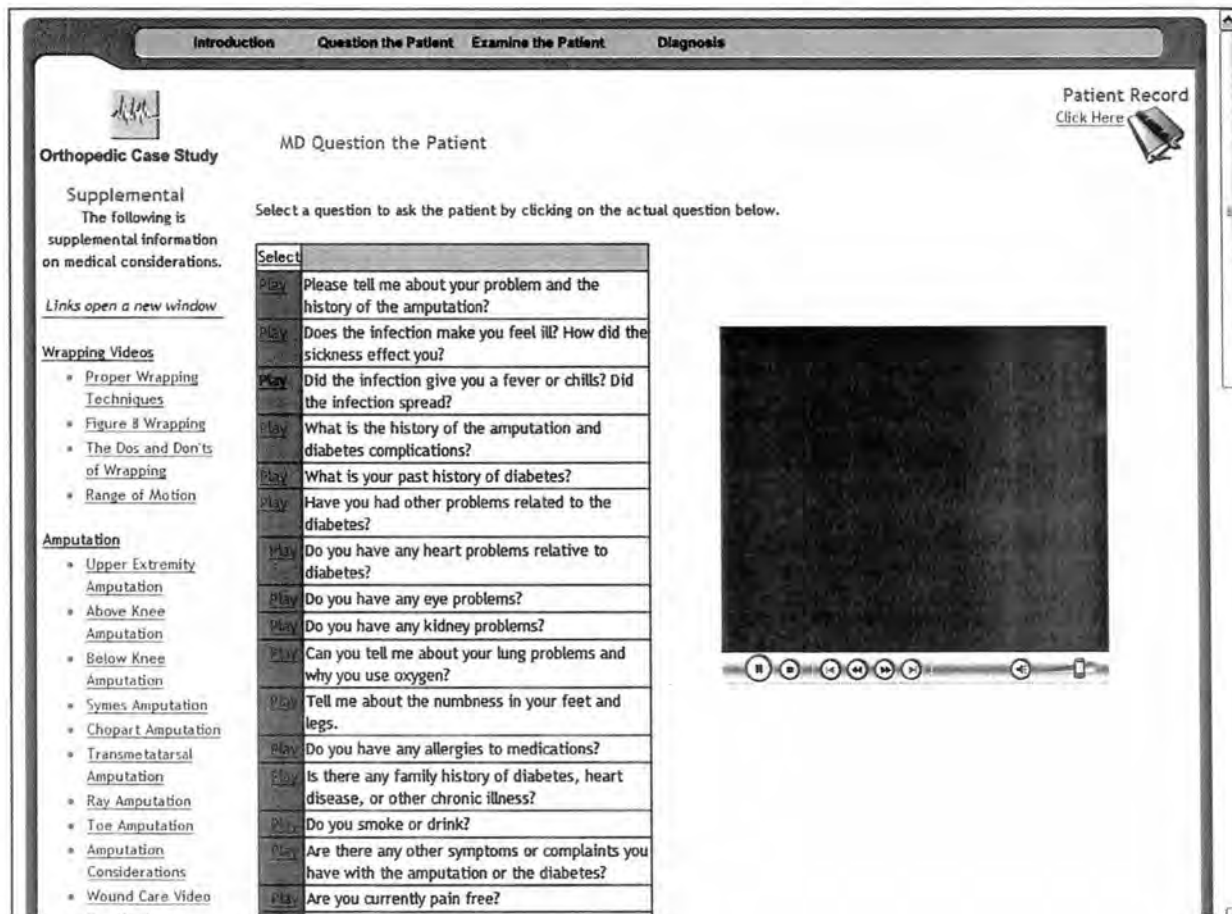 Introduction Question the Patient Examine the Patient Diagnosis
Patient Record
Click Here
Orthopedic Case Study
MD Question the Patient
Supplemental
The following is
supplemental information
on medical considerations.
Links open a new window
Wrapping Videos
Proper Wrapping
Techniques
Figure 8 Wrapping
The Dos and Don'ts
of Wrapping
Range of Motion
Amputation
Upper Extremity
Amputation
Above Knee
Amputation
Below Knee
Amputation
Symes Amputation
Chopart Amputation
Transmetatarsal
Amputation
Ray Amputation
Toe Amputation
Amputation
Considerations
Wound Care Video
Select a question to ask the patient by clicking on the actual question below.
Select
Play Please tell me about your problem and the
history of the amputation?
Play Does the infection make you feel ill? How did the
sickness effect you?
Play Did the infection give you a fever or chills? Did
the infection spread?
Play What is the history of the amputation and
diabetes complications?
Play What is your past history of diabetes?
Play Have you had other problems related to the
diabetes?
Play Do you have any heart problems relative to
diabetes?
Play Do you have any eye problems?
Play Do you have any kidney problems?
Play Can you tell me about your lung problems and
why you use oxygen?
Play Tell me about the numbness in your feet and
legs.
Play Do you have any allergies to medications?
Play Is there any family history of diabetes, heart
disease, or other chronic illness?
Play Do you smoke or drink?
Play Are there any other symptoms or complaints you
have with the amputation or the diabetes?
Play Are you currently pain free?